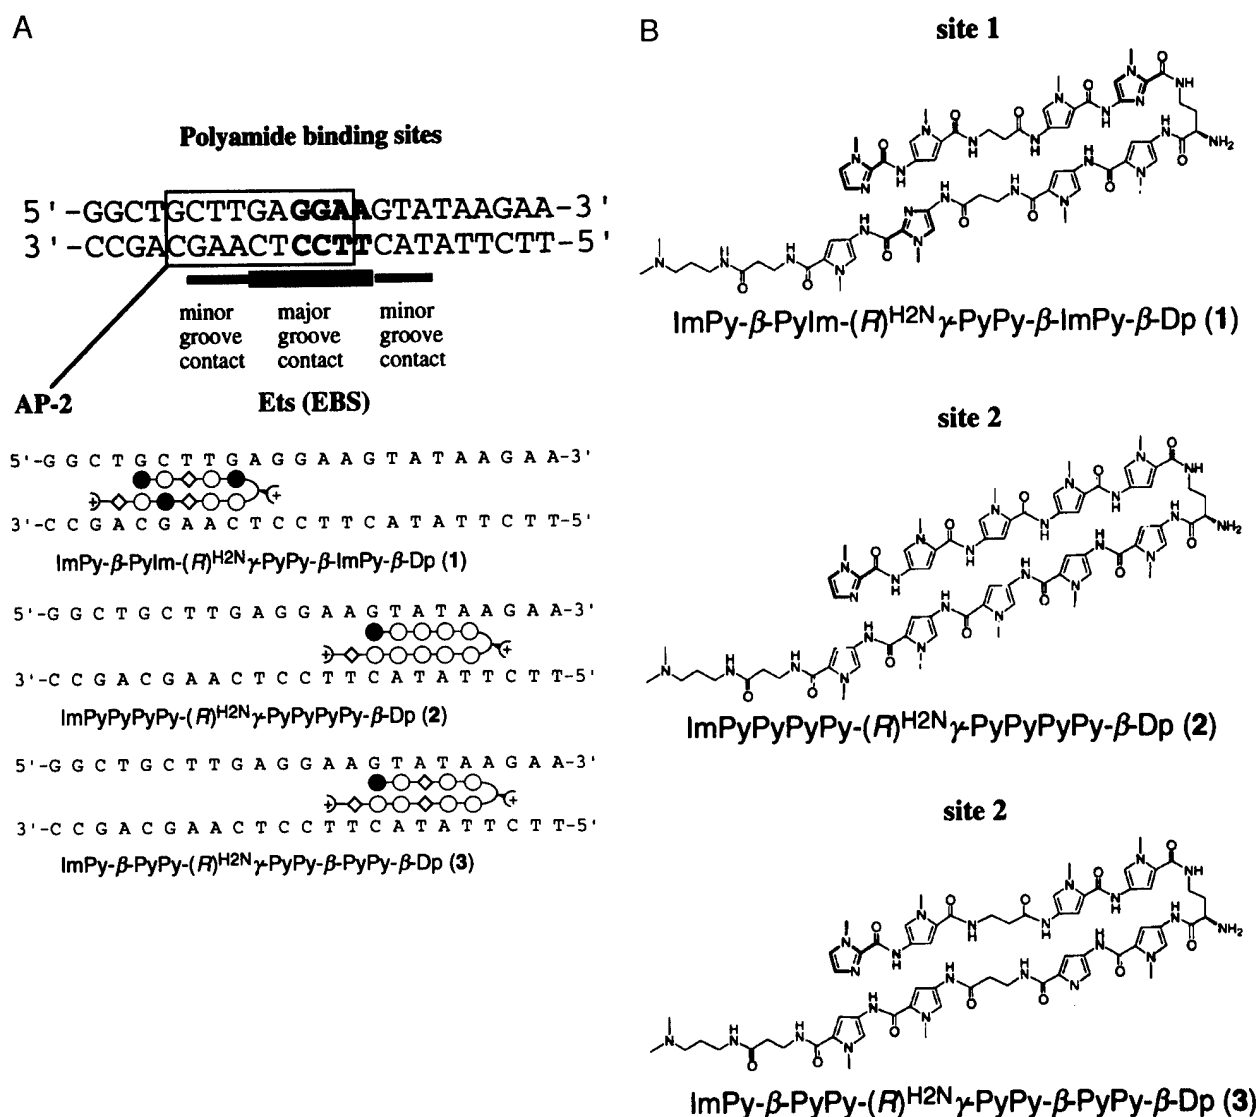 A
Polyamide binding sites
5'-GGCTGCTTGAGGAAGTATAAGAA-3'
3'-CCGACGAACTCCTTCATATTCTT-5'
minor groove contact
major groove contact
minor groove contact
AP-2
Ets (EBS)
5'-G G C T G C T T G A G G A A G T A T A A G A A-3'
3'-C C G A C G A A C T C C T T C A T A T T C T T-5'
ImPy-β-PyIm-(R)H2Nγ-PyPy-β-ImPy-β-Dp (1)
5'-G G C T G C T T G A G G A A G T A T A A G A A-3'
3'-C C G A C G A A C T C C T T C A T A T T C T T-5'
ImPyPyPyPy-(R)H2Nγ-PyPyPyPyPy-β-Dp (2)
5'-G G C T G C T T G A G G A A G T A T A A G A A-3'
3'-C C G A C G A A C T C C T T C A T A T T C T T-5'
ImPy-β-PyPy-(R)H2Nγ-PyPy-β-PyPy-β-Dp (3)
B
site 1
ImPy-β-PyIm-(R)H2Nγ-PyPy-β-ImPy-β-Dp (1)
site 2
ImPyPyPyPy-(R)H2Nγ-PyPyPyPyPy-β-Dp (2)
site 2
ImPy-β-PyPy-(R)H2Nγ-PyPy-β-PyPy-β-Dp (3)